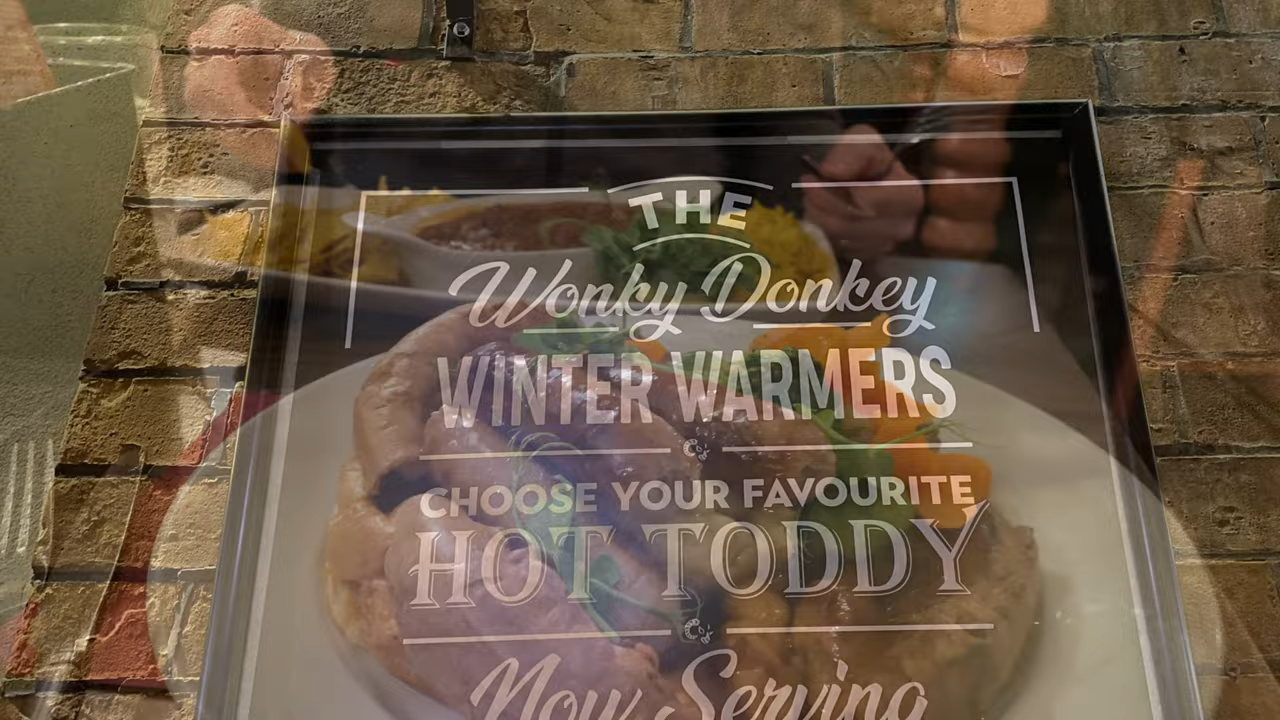 THE
Wonky Donkey
WINTER WARMERS
CHOOSE YOUR FAVOURITE
HOT TODDY
Now Serving